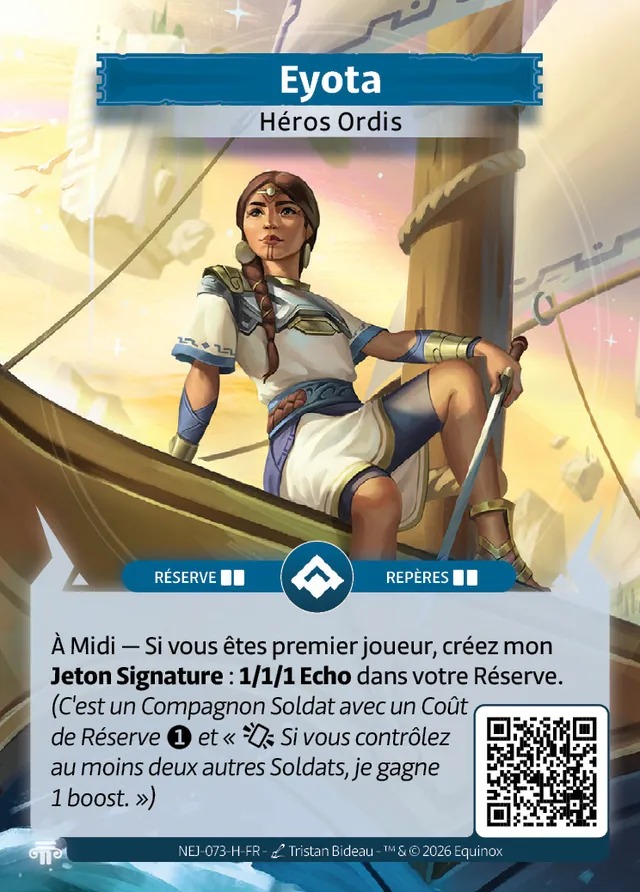 Eyota
Héros Ordis
RÉSERVE
REPÈRES
À Midi — Si vous êtes premier joueur, créez mon
Jeton Signature : 1/1/1 Echo dans votre Réserve.
(C'est un Compagnon Soldat avec un Coût
de Réserve 1 et « Si vous contrôlez
au moins deux autres Soldats, je gagne
1 boost. »)
NEJ-073-H-FR - Tristan Bideau - ™ & © 2026 Equinox